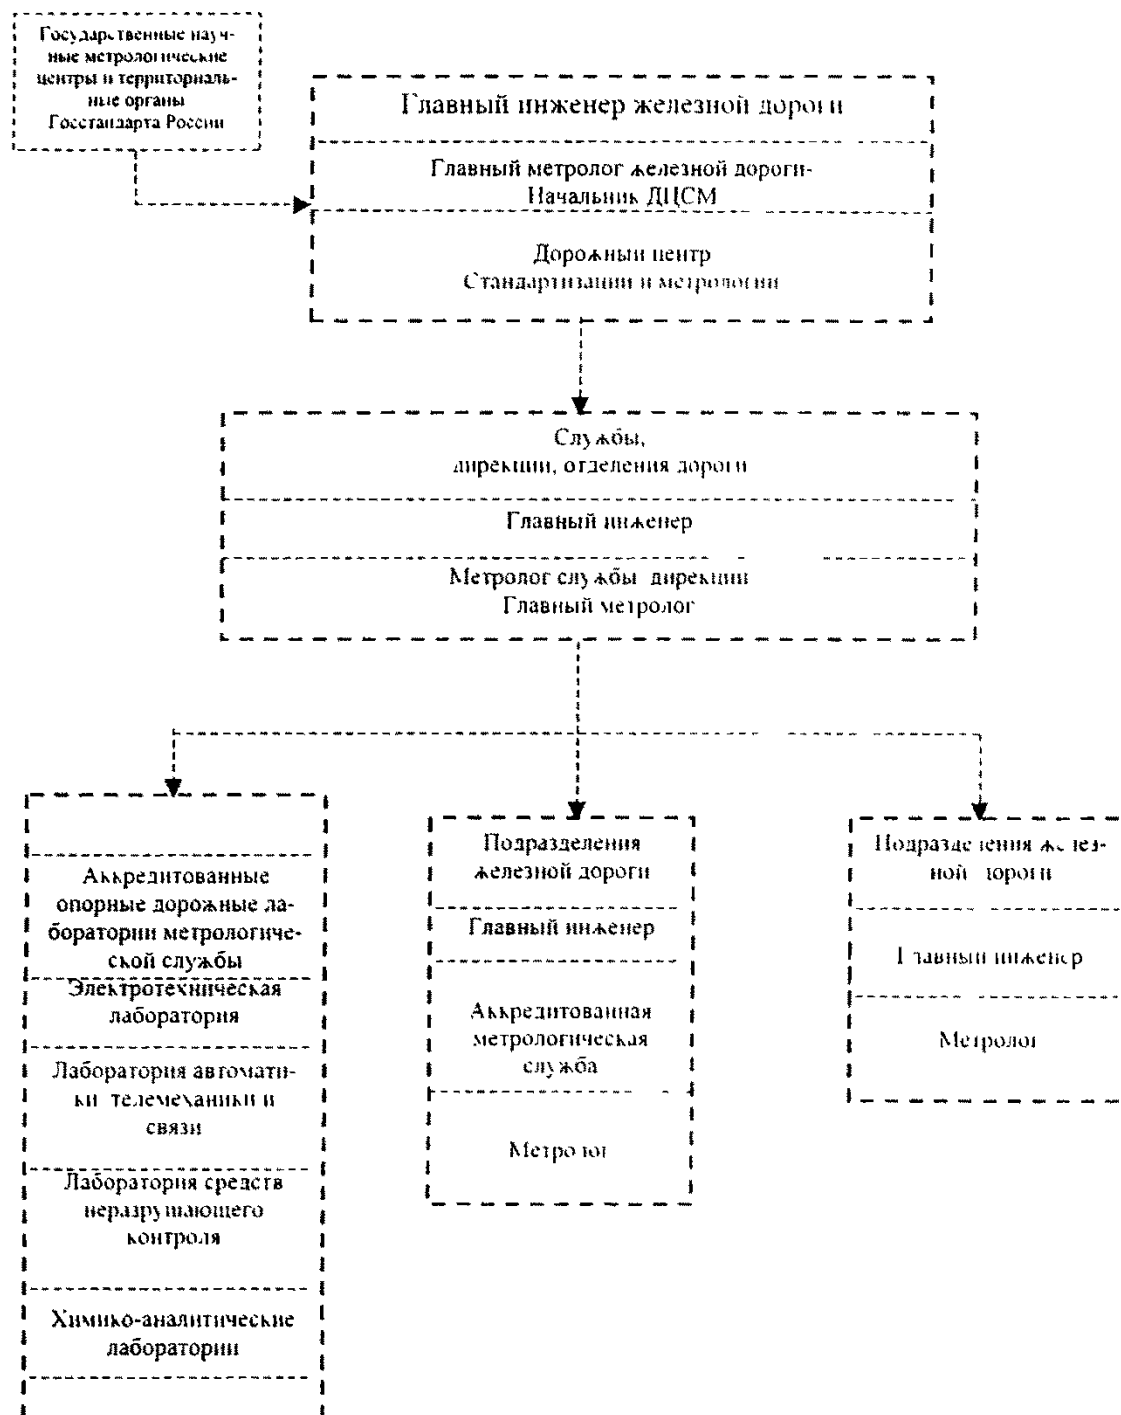 Государственные науч-
ные метрологические
центры и территориаль-
ные органы
Госстандарта России
Главный инженер железной дороги
Главный метролог железной дороги-
Начальник ДЦСМ
Дорожный центр
Стандартизации и метрологии
Службы,
дирекции, отделения дороги
Главный инженер
Метролог службы дирекции
Главный метролог
Аккредитованные
опорные дорожные ла-
боратории метрологиче-
ской службы
Электротехническая
лаборатория
Лаборатория автомати-
ки телемеханики и
связи
Лаборатория средств
неразрушающего
контроля
Химико-аналитические
лаборатории
Подразделения
железной дороги
Главный инженер
Аккредитованная
метрологическая
служба
Метролог
Подразделения желез-
ной дороги
Главный инженер
Метролог